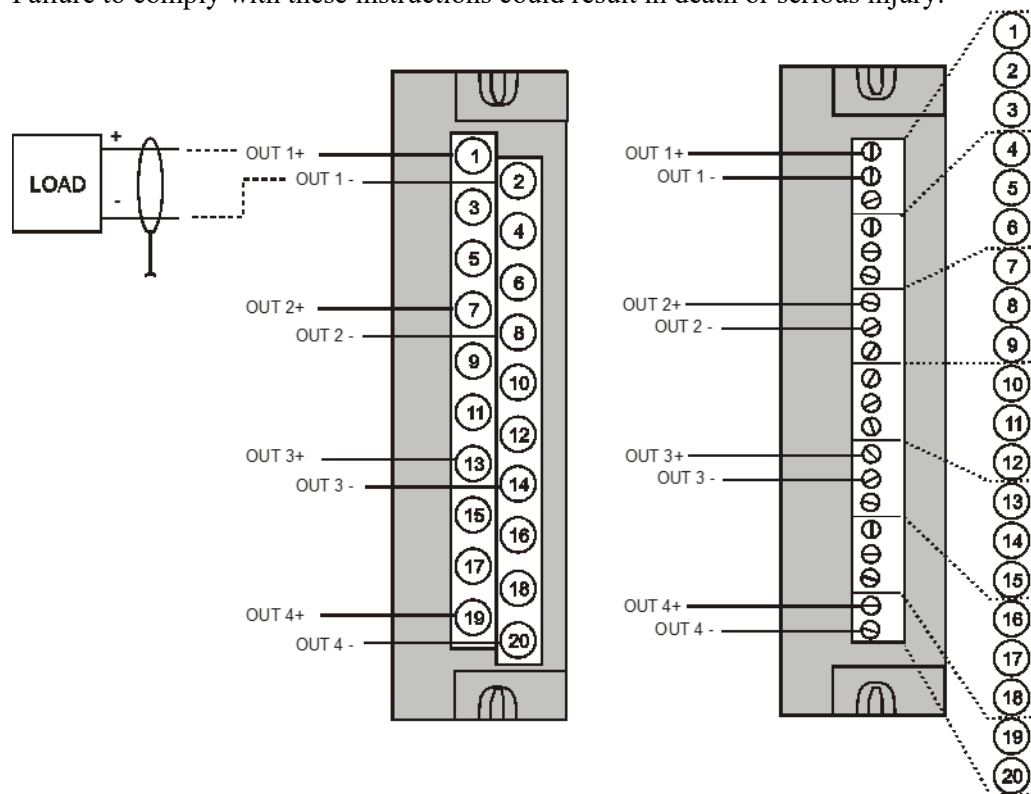 Failure to comply with these instructions could result in death or serious injury.
LOAD
+
-
OUT 1+
OUT 1 -
OUT 2+
OUT 2 -
OUT 3+
OUT 3 -
OUT 4+
OUT 4 -
1
2
3
4
5
6
7
8
9
10
11
12
13
14
15
16
17
18
19
20
OUT 1+
OUT 1 -
OUT 2+
OUT 2 -
OUT 3+
OUT 3 -
OUT 4+
OUT 4 -
1
2
3
4
5
6
7
8
9
10
11
12
13
14
15
16
17
18
19
20